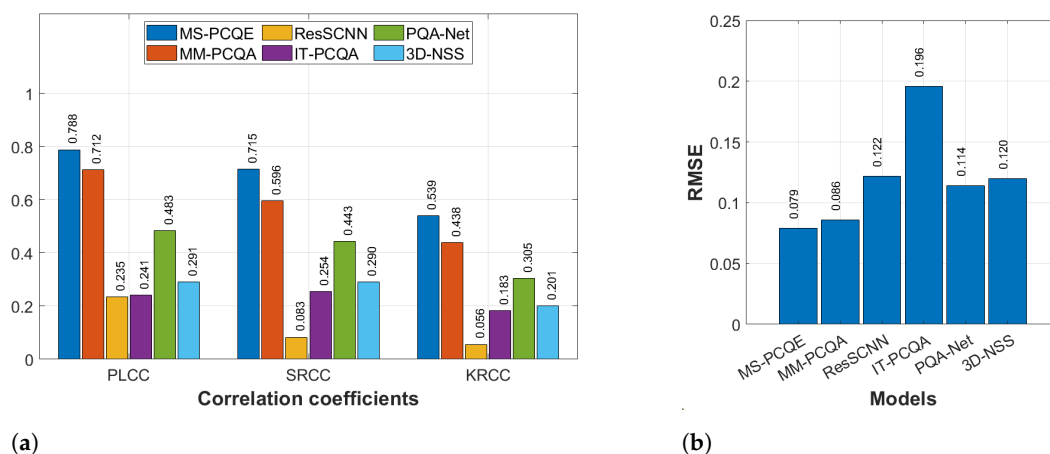 MS-PCQE ResSCNN PQA-Net
MM-PCQA IT-PCQA 3D-NSS
1
0.8
0.6
0.4
0.2
0
0.788
0.712
0.235
0.241
0.483
0.291
0.715
0.596
0.083
0.254
0.443
0.290
0.539
0.438
0.056
0.183
0.305
0.201
PLCC SRCC KRCC
Correlation coefficients
(a)
0.25
0.2
0.15
0.1
0.05
0
RMSE
0.079
0.086
0.122
0.196
0.114
0.120
MS-PCQE
MM-PCQA
ResSCNN
IT-PCQA
PQA-Net
3D-NSS
Models
(b)